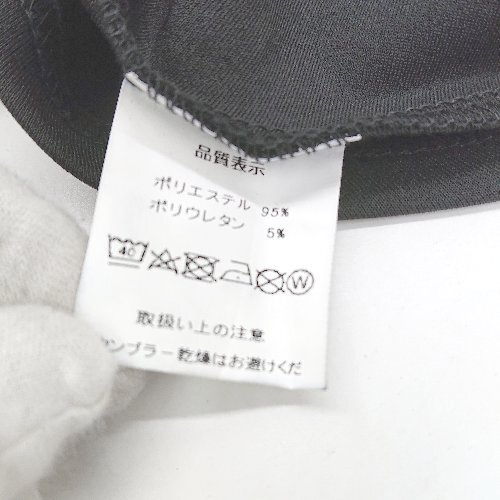 品質表示
ポリエステル 95%
ポリウレタン 5%
40 W
取扱い上の注意
ンブラー乾燥はお避けくだ